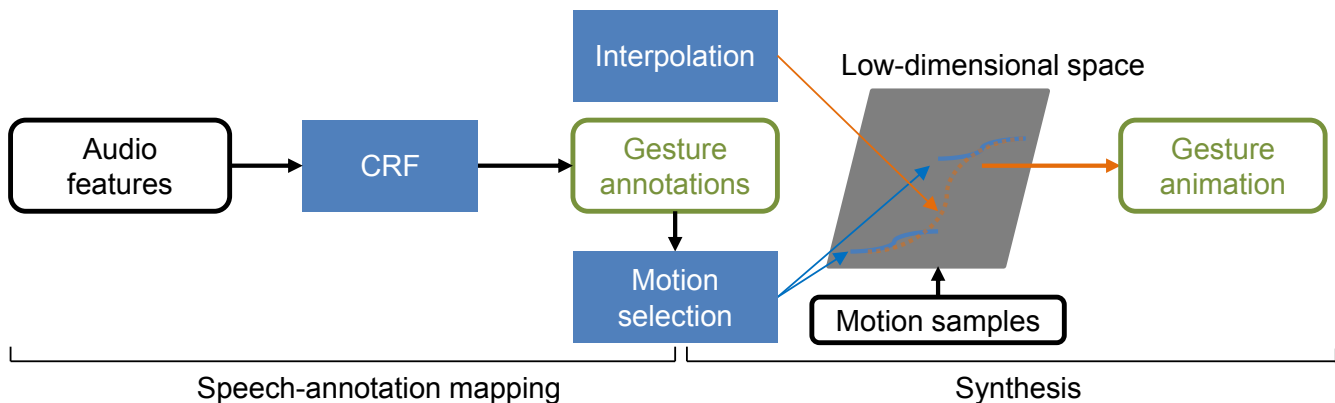 Interpolation
Low-dimensional space
Audio
features
CRF
Gesture
annotations
Gesture
animation
Motion
selection
Motion samples
Speech-annotation mapping
Synthesis